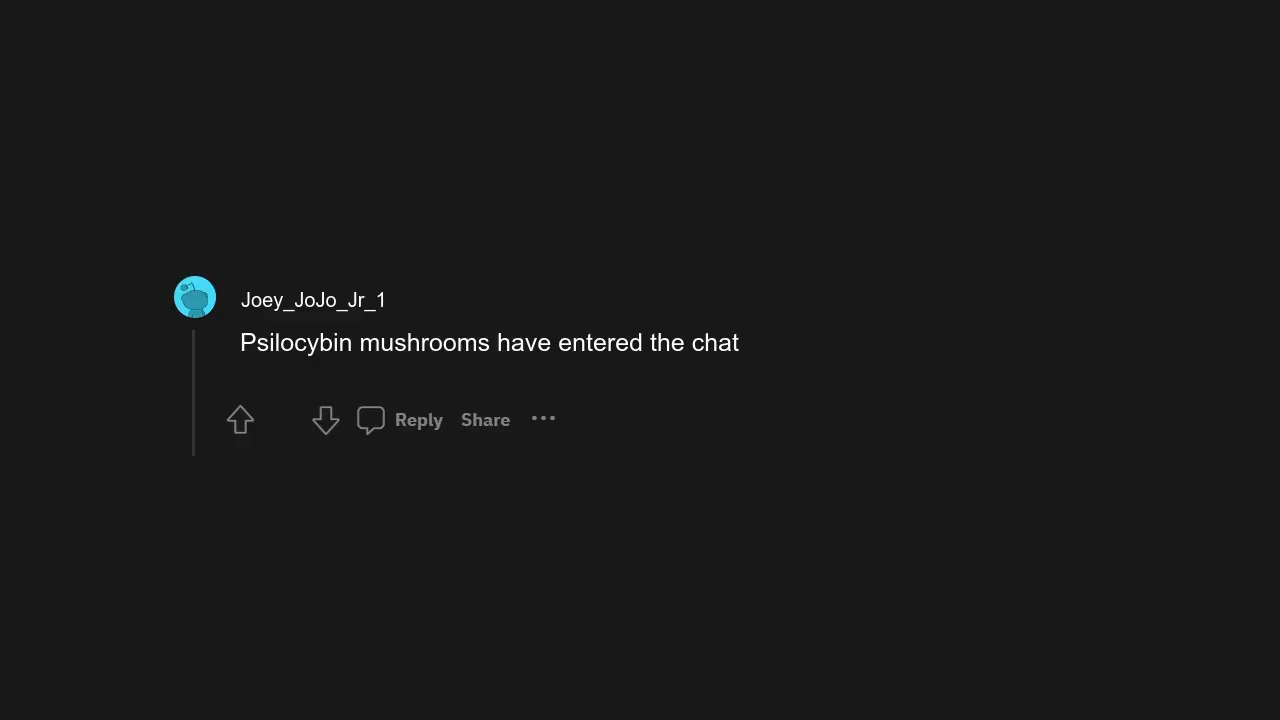 Joey_JoJo_Jr_1
Psilocybin mushrooms have entered the chat
Reply Share